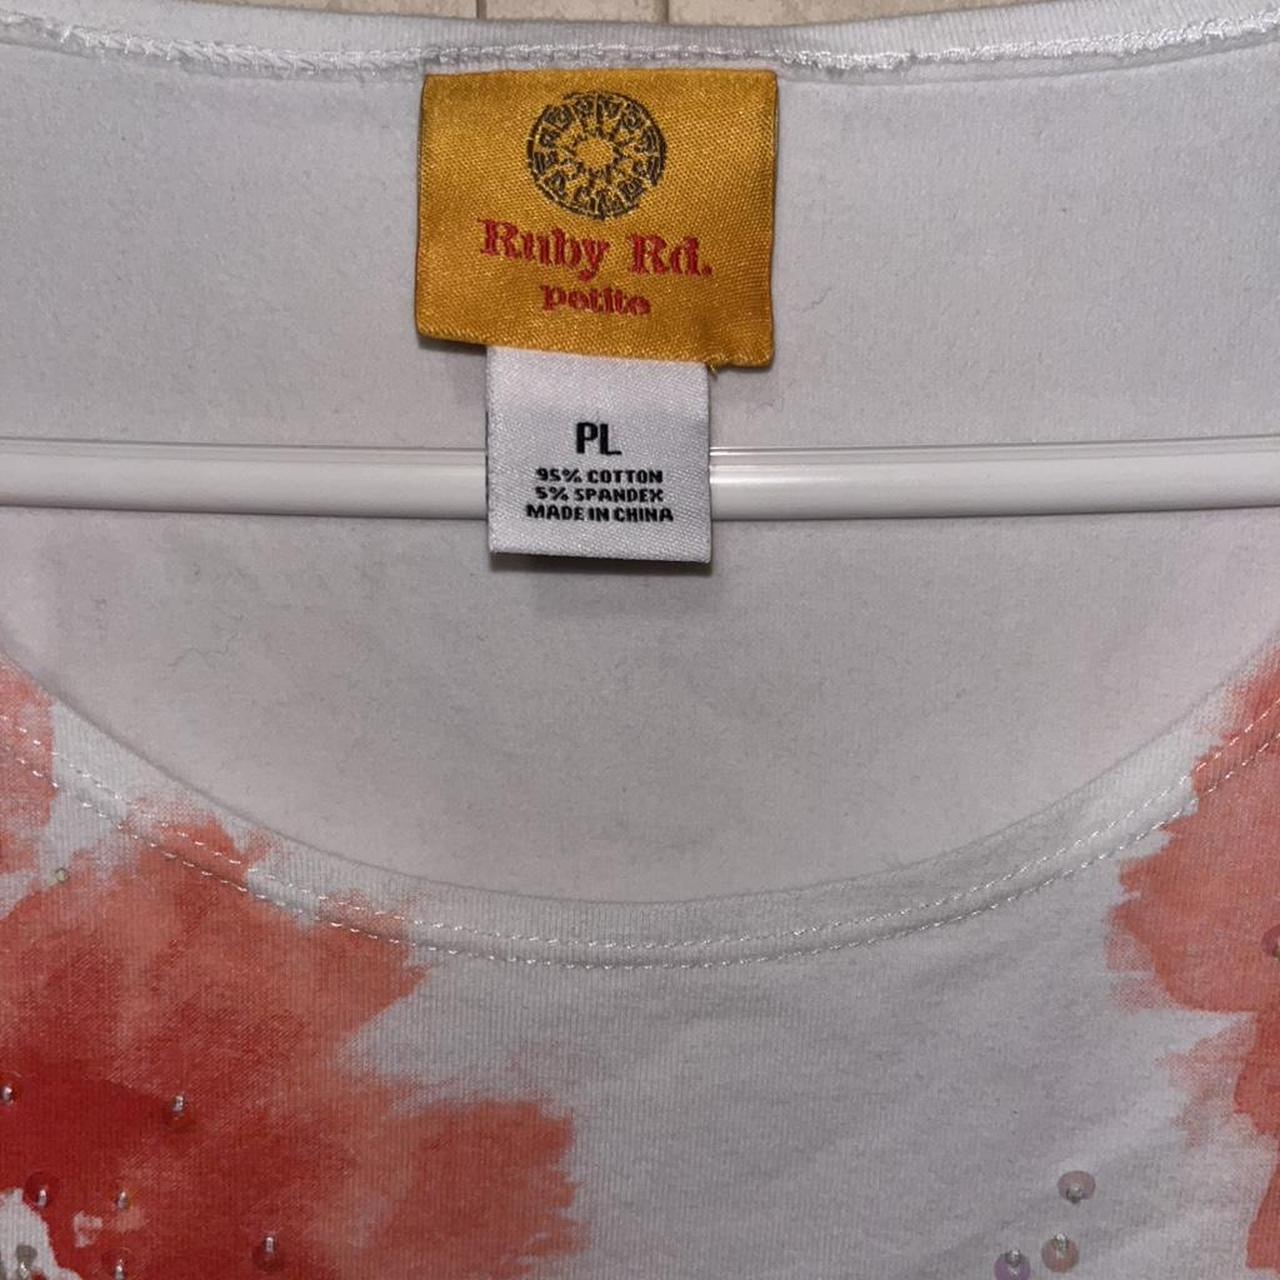 Ruby Rd.
petite
PL
95% COTTON
5% SPANDEX
MADE IN CHINA